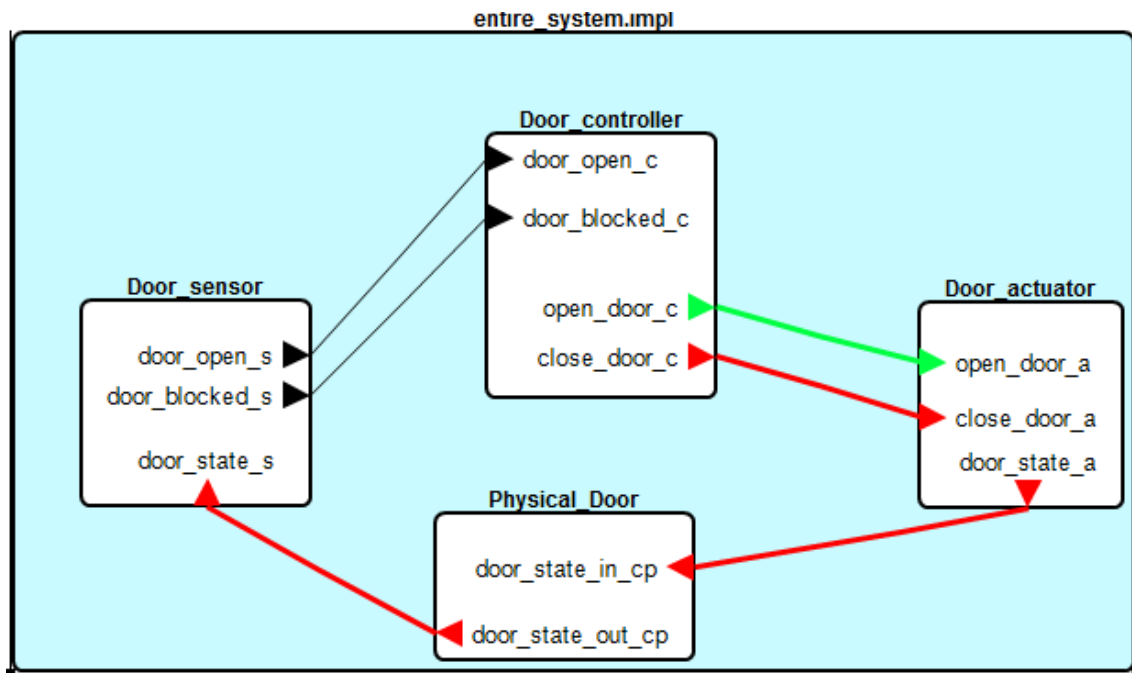 entire_system.impl
Door_controller
door_open_c
door_blocked_c
open_door_c
close_door_c
Door_sensor
door_open_s
door_blocked_s
door_state_s
Door_actuator
open_door_a
close_door_a
door_state_a
Physical_Door
door_state_in_cp
door_state_out_cp